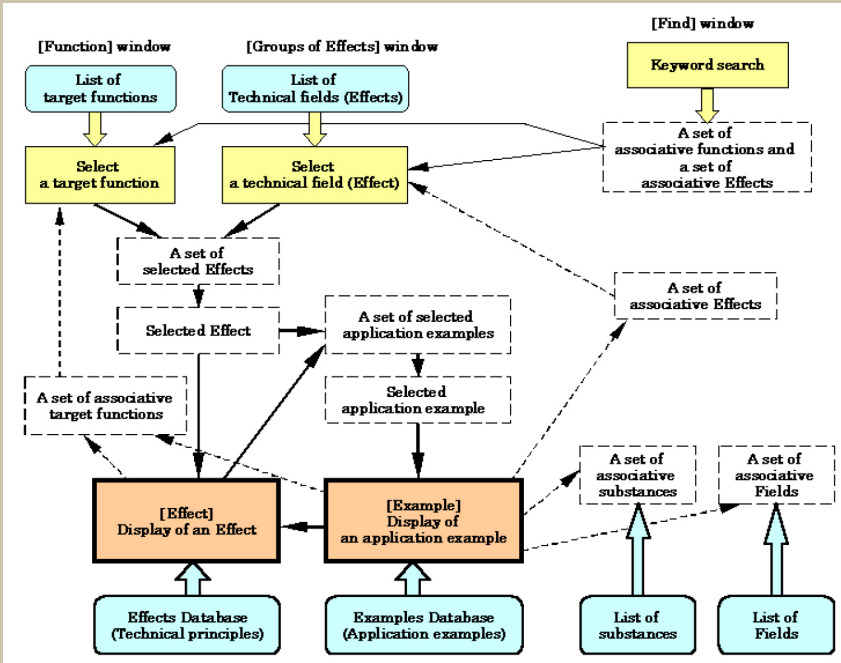 [Function] window
[Groups of Effects] window
[Find] window
List of
target functions
List of
Technical fields (Effects)
Keyword search
Select
a target function
Select
a technical field (Effect)
A set of
associative functions and
a set of
associative Effects
A set of
selected Effects
A set of
associative Effects
Selected Effect
A set of selected
application examples
A set of associative
target functions
Selected
application example
A set of
associative
substances
A set of
associative
Fields
[Effect]
Display of an Effect
[Example]
Display of
an application example
Effects Database
(Technical principles)
Examples Database
(Application examples)
List of
substances
List of
Fields